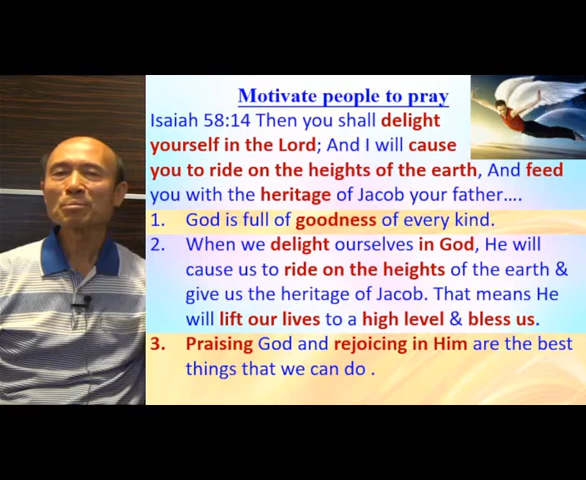 Motivate people to pray
Isaiah 58:14 Then you shall delight
yourself in the Lord; And I will cause
you to ride on the heights of the earth, And feed
you with the heritage of Jacob your father….
1. God is full of goodness of every kind.
2. When we delight ourselves in God, He will
cause us to ride on the heights of the earth &
give us the heritage of Jacob. That means He
will lift our lives to a high level & bless us.
3. Praising God and rejoicing in Him are the best
things that we can do .